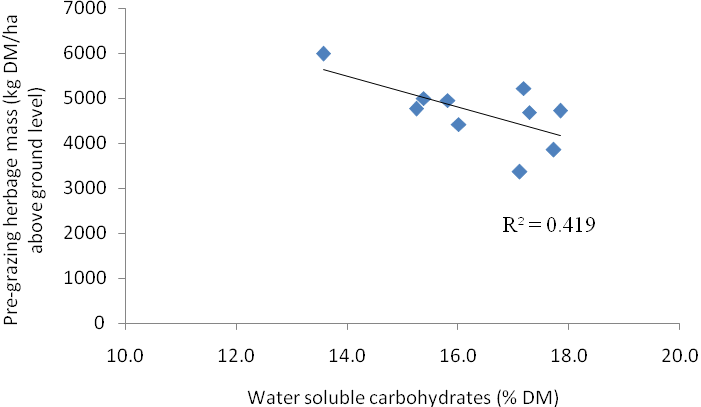 Pre-grazing herbage mass (kg DM/ha
above ground level)
7000
6000
5000
4000
3000
2000
1000
0
R² = 0.419
10.0 12.0 14.0 16.0 18.0 20.0
Water soluble carbohydrates (% DM)